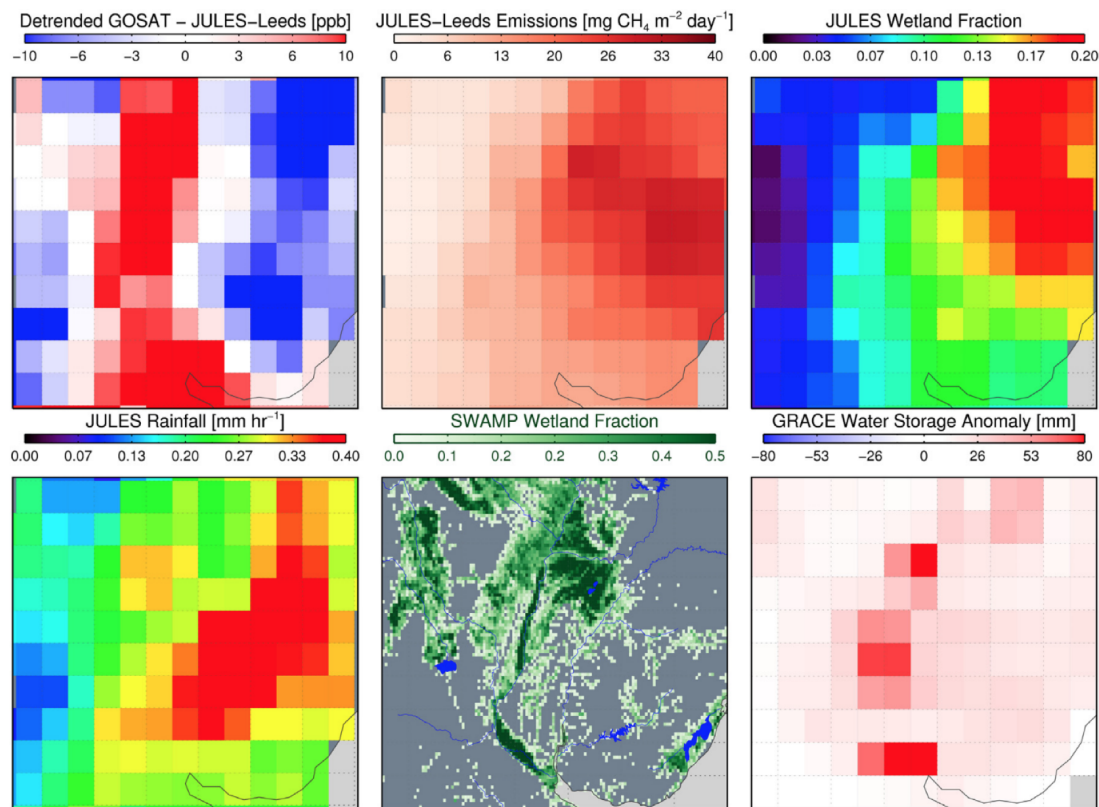 Detrended GOSAT – JULES–Leeds [ppb]
−10 −6 −3 0 3 6 10
JULES–Leeds Emissions [mg CH₄ m⁻² day⁻¹]
0 6 13 20 26 33 40
JULES Wetland Fraction
0.00 0.03 0.07 0.10 0.13 0.17 0.20
JULES Rainfall [mm hr⁻¹]
0.00 0.07 0.13 0.20 0.27 0.33 0.40
SWAMP Wetland Fraction
0.0 0.1 0.2 0.2 0.3 0.4 0.5
GRACE Water Storage Anomaly [mm]
−80 −53 −26 0 26 53 80